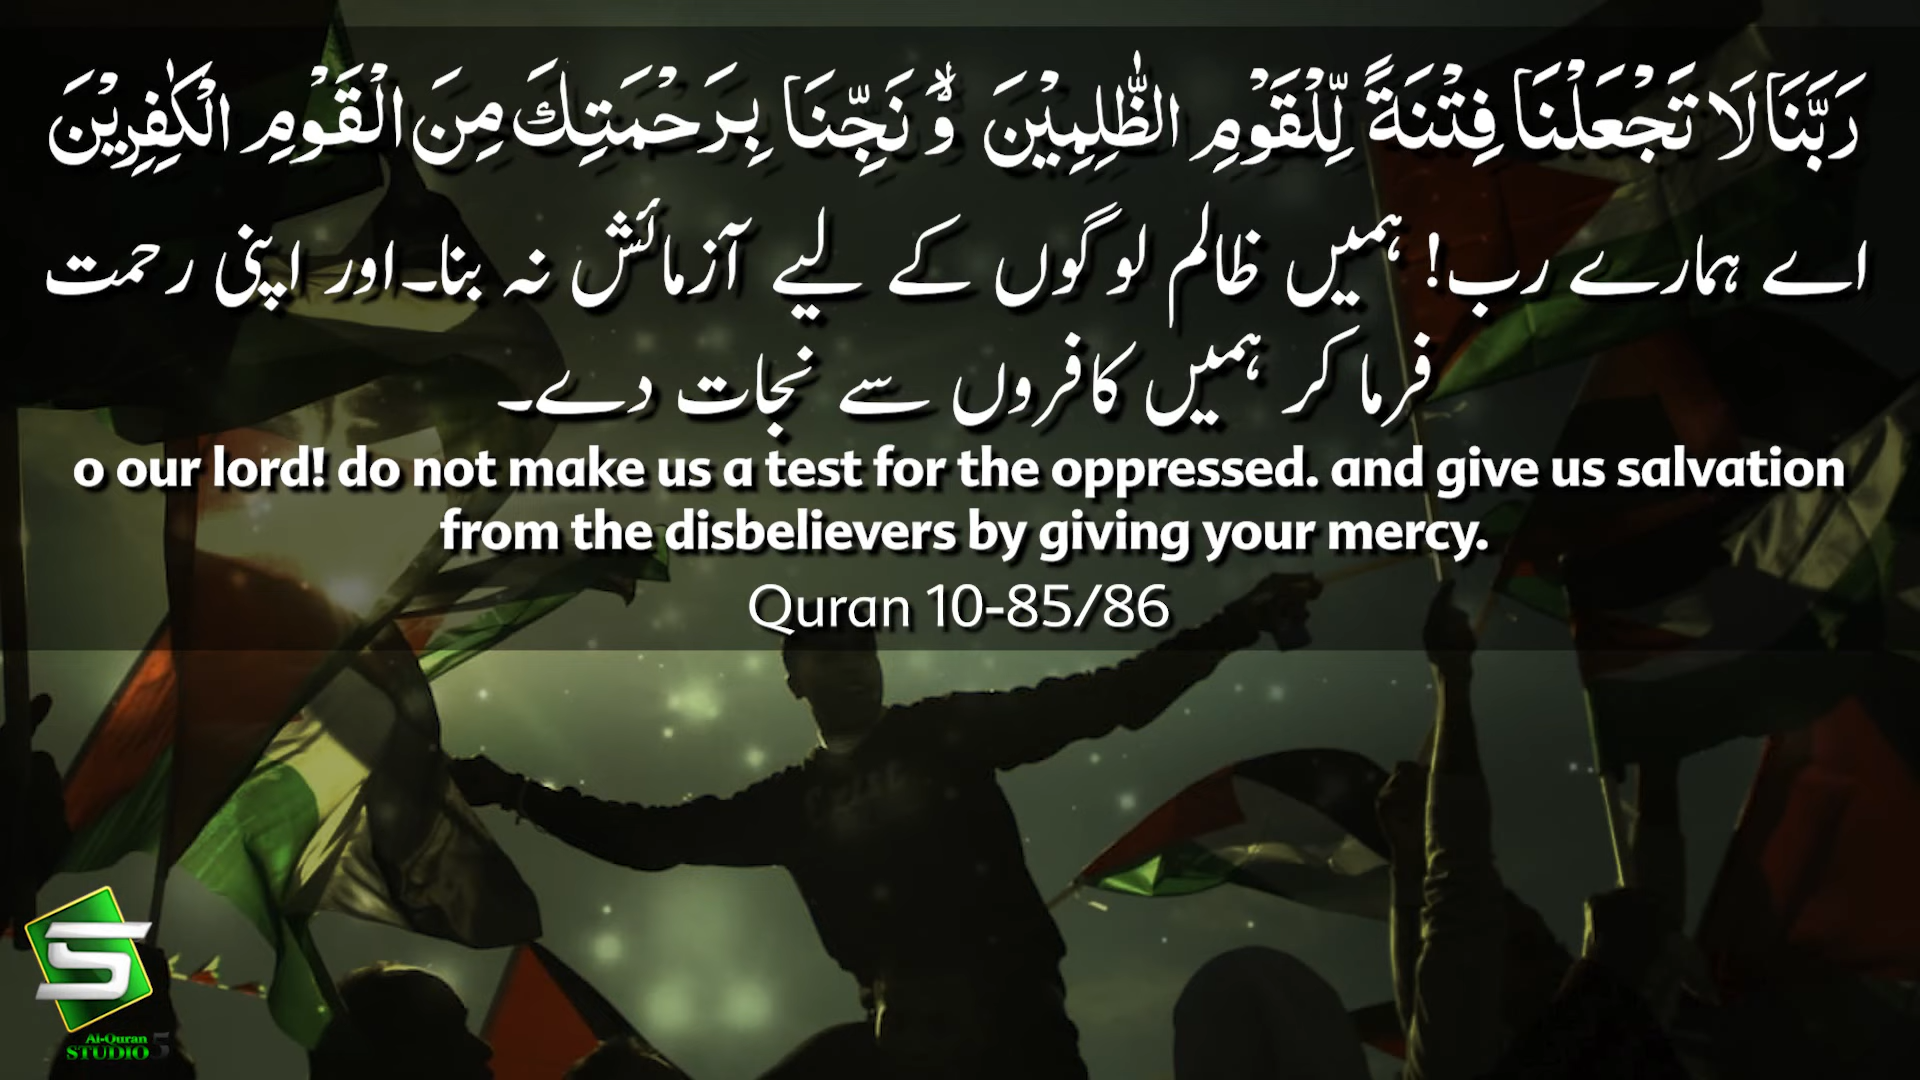 رَبَّنَا لَا تَجْعَلْنَا فِتْنَةً لِّلْقَوْمِ الظّٰلِمِيْنَ ۙ وَنَجِّنَا بِرَحْمَتِكَ مِنَ الْقَوْمِ الْكٰفِرِيْنَ
اے ہمارے رب! ہمیں ظالم لوگوں کے لیے آزمائش نہ بنا۔اور اپنی رحمت
فرما کر ہمیں کافروں سے نجات دے۔
o our lord! do not make us a test for the oppressed. and give us salvation
from the disbelievers by giving your mercy.
Quran 10-85/86
S
Al-Quran
STUDIO 5